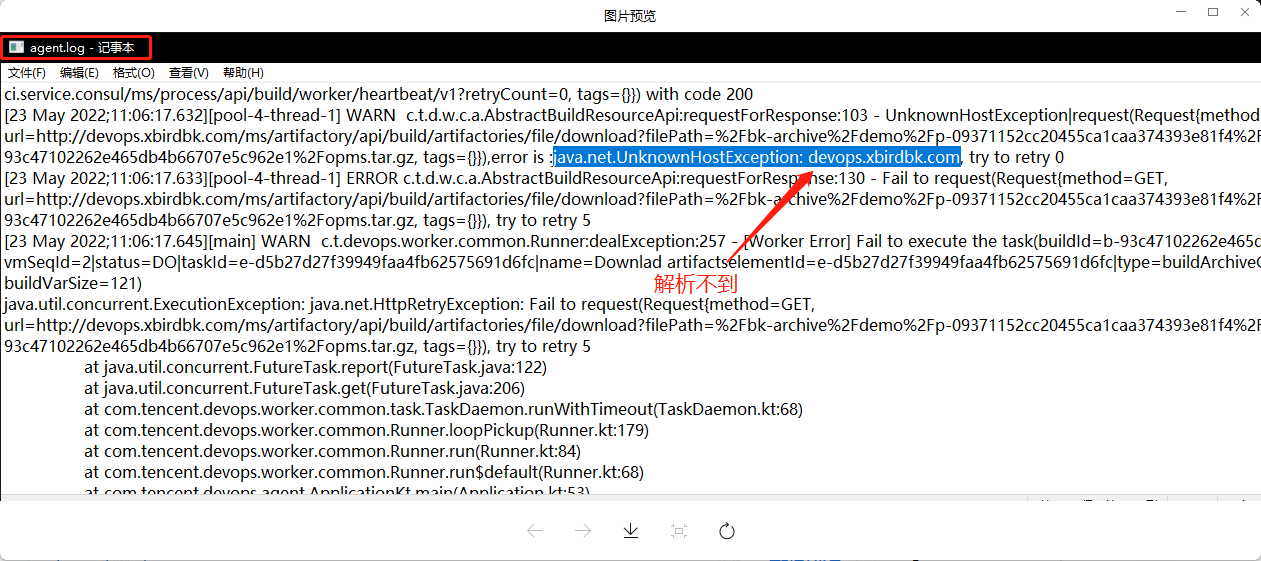 图片预览
agent.log - 记事本
文件(F) 编辑(E) 格式(O) 查看(V) 帮助(H)
ci.service.consul/ms/process/api/build/worker/heartbeat/v1?retryCount=0, tags={}}) with code 200
[23 May 2022;11:06:17.632][pool-4-thread-1] WARN  c.t.d.w.c.a.AbstractBuildResourceApi:requestForResponse:103 - UnknownHostException|request(Request{method
url=http://devops.xbirdbk.com/ms/artifactory/api/build/artifactories/file/download?filePath=%2Fbk-archive%2Fdemo%2Fp-09371152cc20455ca1caa374393e81f4%2F
93c47102262e465db4b66707e5c962e1%2Fopms.tar.gz, tags={}}),error is :java.net.UnknownHostException: devops.xbirdbk.com, try to retry 0
[23 May 2022;11:06:17.633][pool-4-thread-1] ERROR c.t.d.w.c.a.AbstractBuildResourceApi:requestForResponse:130 - Fail to request(Request{method=GET,
url=http://devops.xbirdbk.com/ms/artifactory/api/build/artifactories/file/download?filePath=%2Fbk-archive%2Fdemo%2Fp-09371152cc20455ca1caa374393e81f4%2F
93c47102262e465db4b66707e5c962e1%2Fopms.tar.gz, tags={}}), try to retry 5
[23 May 2022;11:06:17.645][main] WARN  c.t.devops.worker.common.Runner:dealException:257 - [Worker Error] Fail to execute the task(buildId=b-93c47102262e465d
vmSeqId=2|status=DO|taskId=e-d5b27d27f39949faa4fb62575691d6fc|name=Downlad artifactselementId=e-d5b27d27f39949faa4fb62575691d6fc|type=buildArchiveG
buildVarSize=121)
解析不到
java.util.concurrent.ExecutionException: java.net.HttpRetryException: Fail to request(Request{method=GET,
url=http://devops.xbirdbk.com/ms/artifactory/api/build/artifactories/file/download?filePath=%2Fbk-archive%2Fdemo%2Fp-09371152cc20455ca1caa374393e81f4%2F
93c47102262e465db4b66707e5c962e1%2Fopms.tar.gz, tags={}}), try to retry 5
at java.util.concurrent.FutureTask.report(FutureTask.java:122)
at java.util.concurrent.FutureTask.get(FutureTask.java:206)
at com.tencent.devops.worker.common.task.TaskDaemon.runWithTimeout(TaskDaemon.kt:68)
at com.tencent.devops.worker.common.Runner.loopPickup(Runner.kt:179)
at com.tencent.devops.worker.common.Runner.run(Runner.kt:84)
at com.tencent.devops.worker.common.Runner.run$default(Runner.kt:68)
at com.tencent.devops.agent.ApplicationKt.main(Application.kt:53)